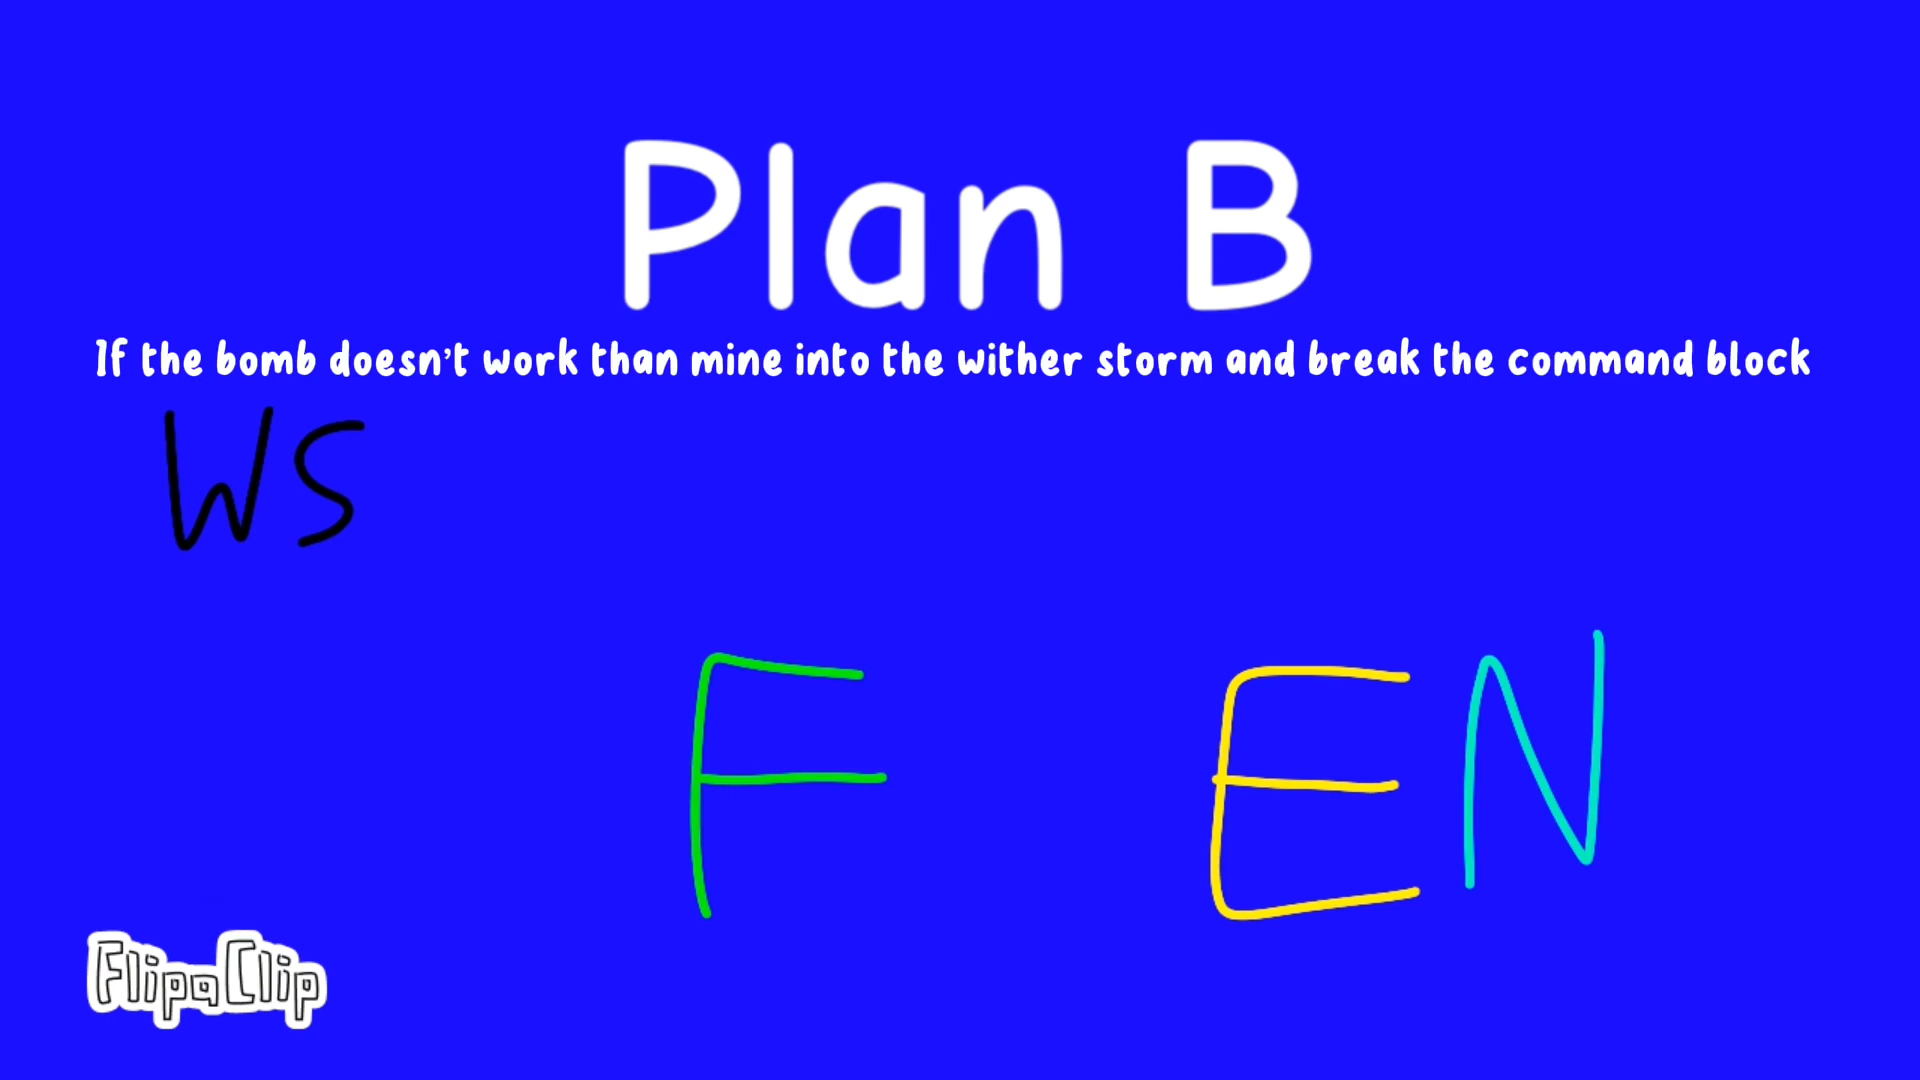 Plan B
If the bomb doesn't work than mine into the wither storm and break the command block
WS
F EN
FlipaClip